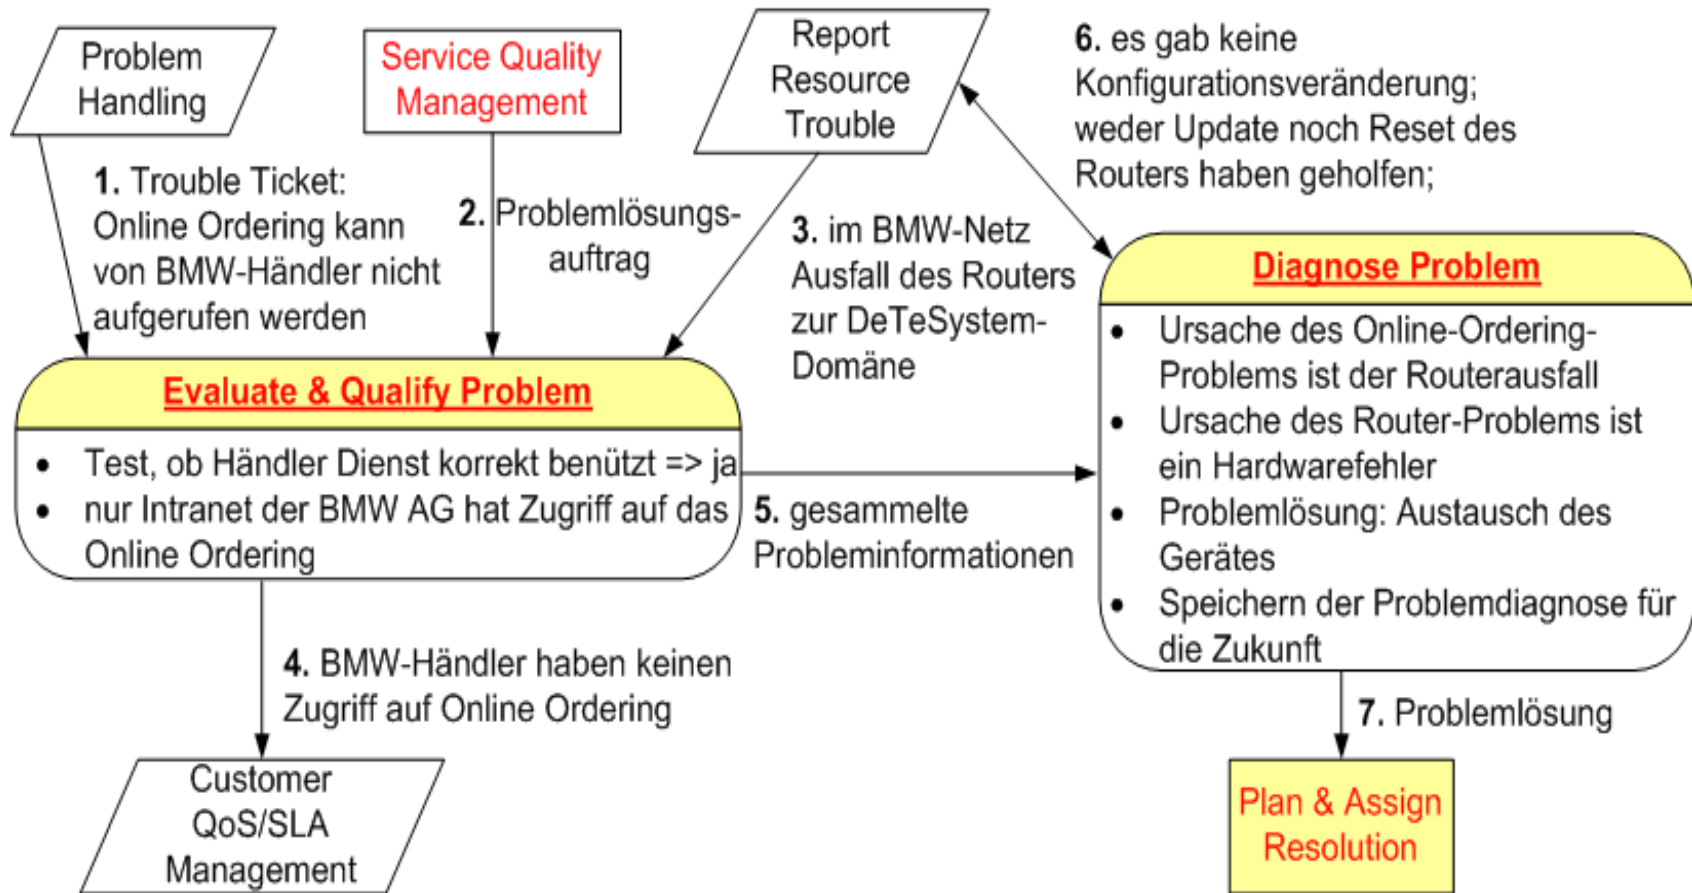 Problem
Handling
Service Quality
Management
Report
Resource
Trouble
6. es gab keine
Konfigurationsveränderung;
weder Update noch Reset des
Routers haben geholfen;
1. Trouble Ticket:
Online Ordering kann
von BMW-Händler nicht
aufgerufen werden
2. Problemlösungs-
auftrag
3. im BMW-Netz
Ausfall des Routers
zur DeTeSystem-
Domäne
Evaluate & Qualify Problem
• Test, ob Händler Dienst korrekt benützt => ja
• nur Intranet der BMW AG hat Zugriff auf das
Online Ordering
5. gesammelte
Probleminformationen
Diagnose Problem
• Ursache des Online-Ordering-
Problems ist der Routerausfall
• Ursache des Router-Problems ist
ein Hardwarefehler
• Problemlösung: Austausch des
Gerätes
• Speichern der Problemdiagnose für
die Zukunft
4. BMW-Händler haben keinen
Zugriff auf Online Ordering
7. Problemlösung
Customer
QoS/SLA
Management
Plan & Assign
Resolution